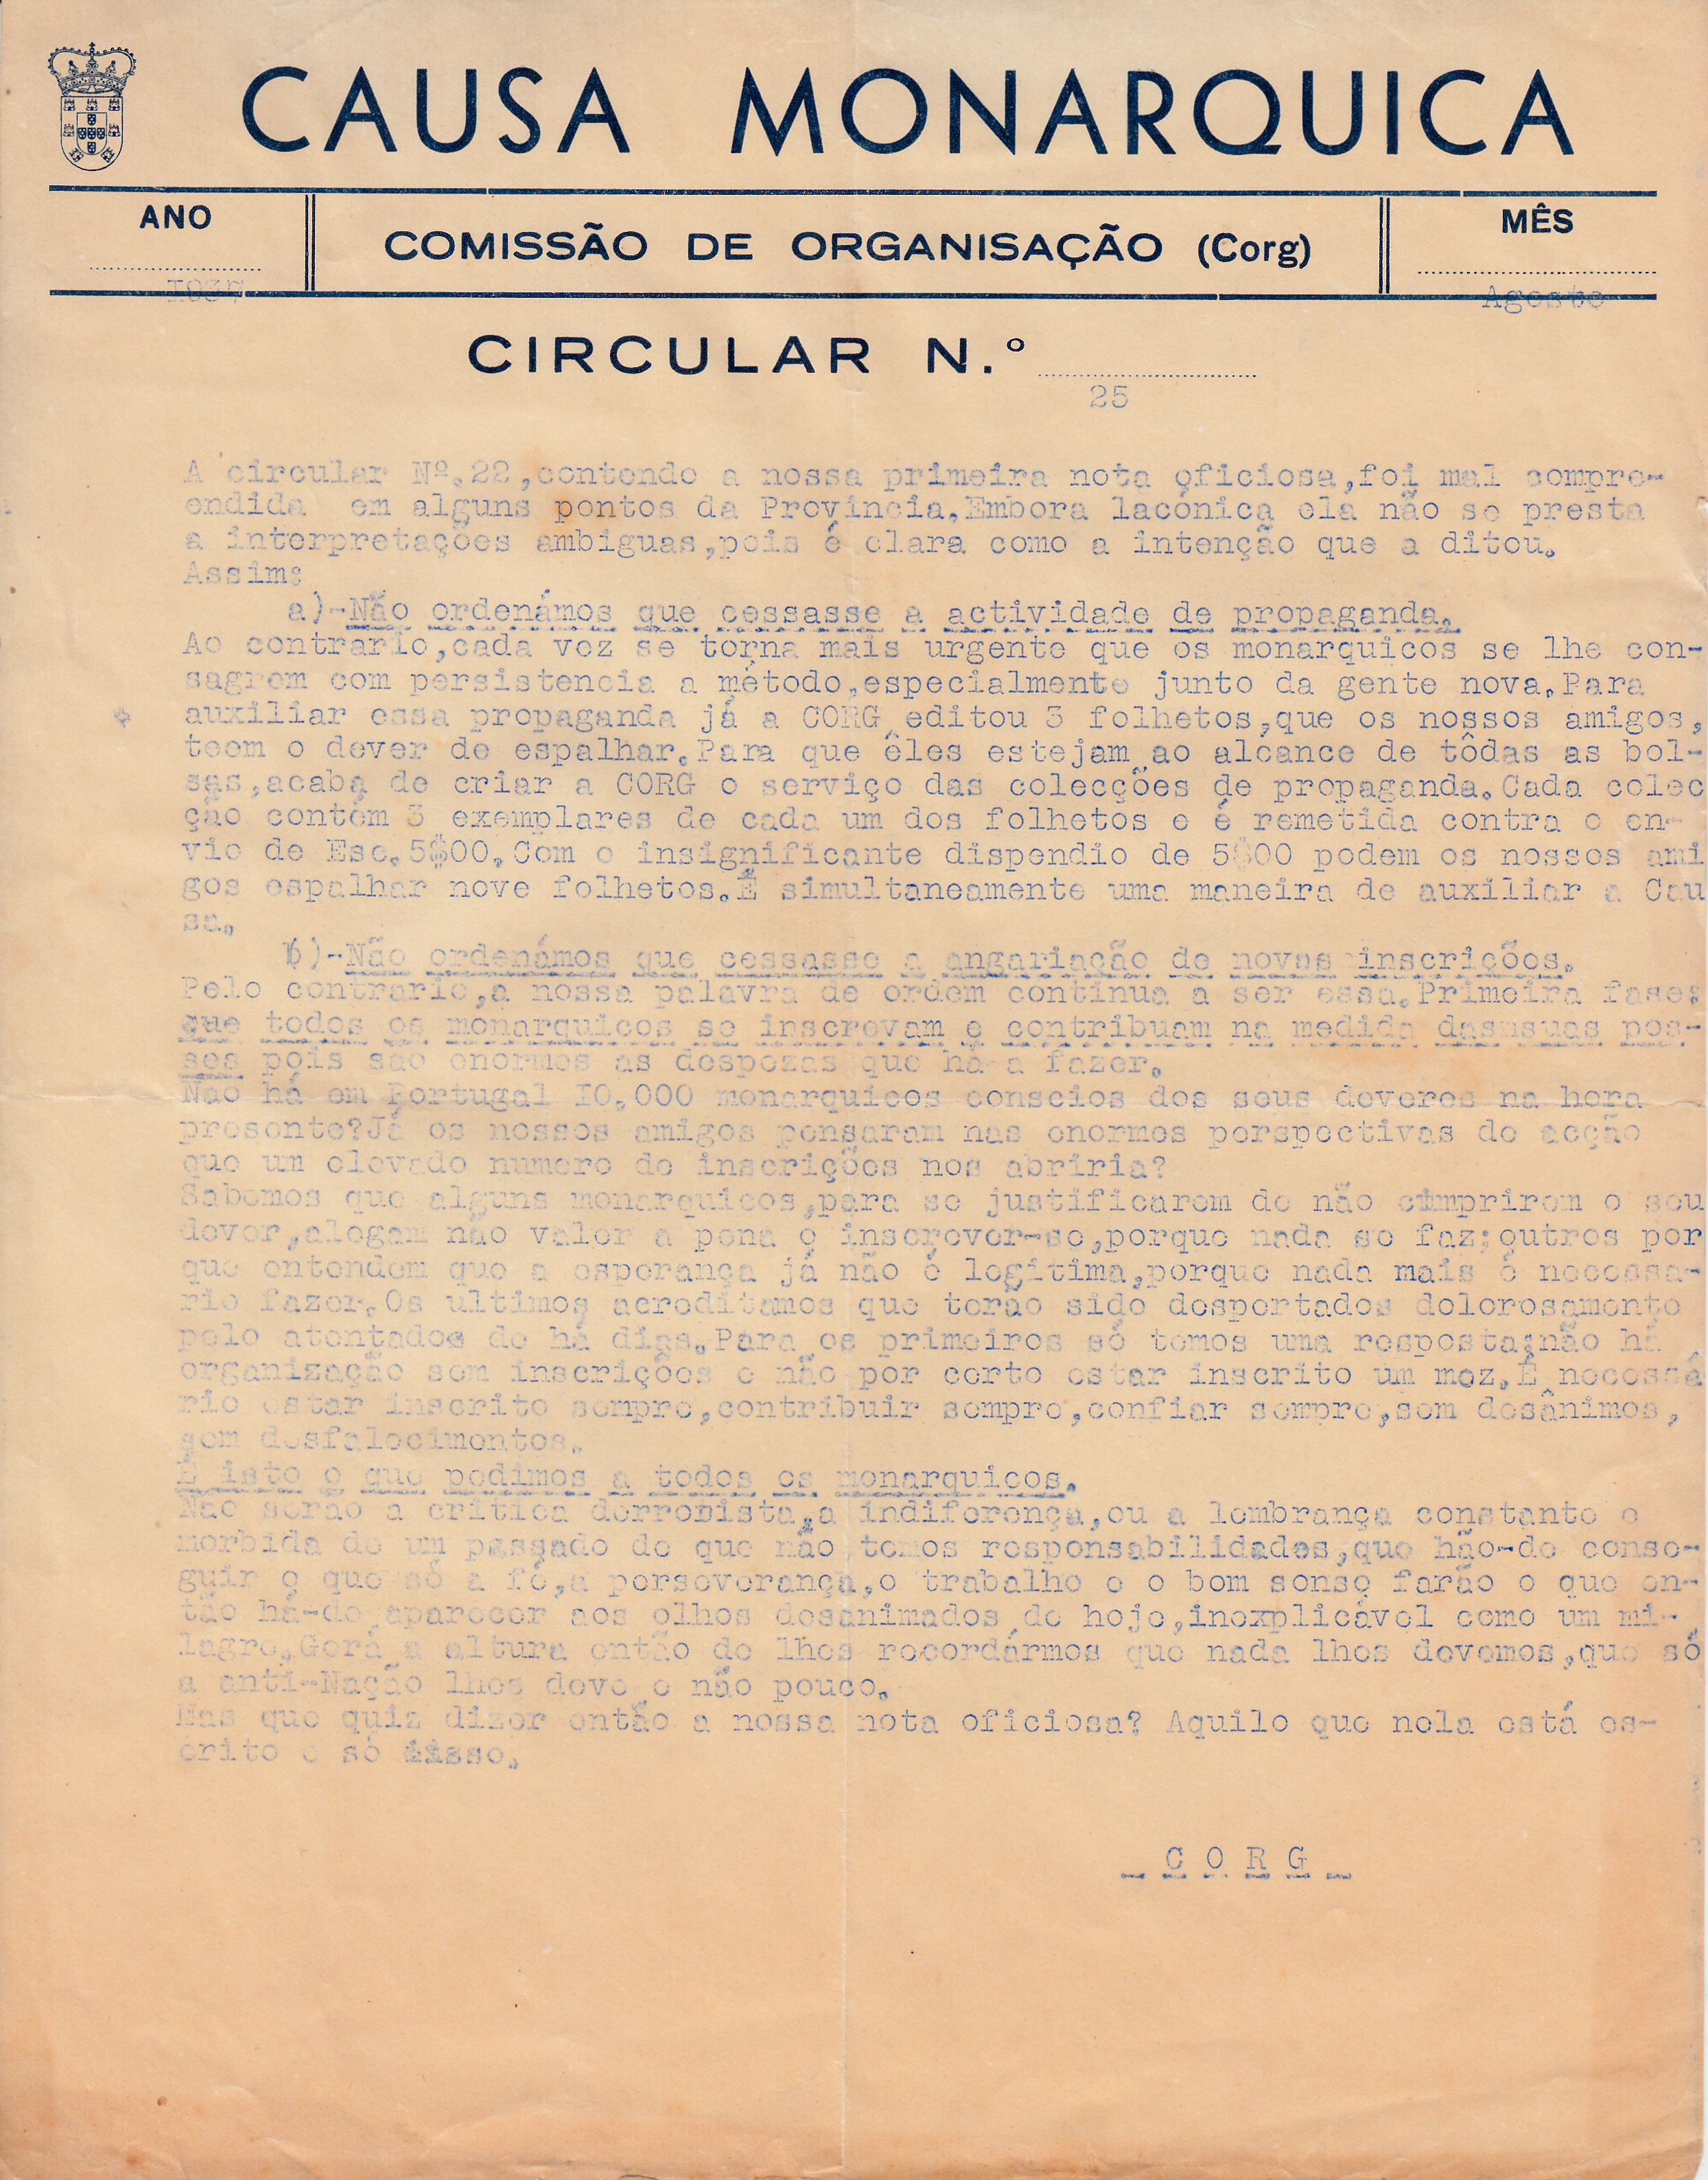 CAUSA MONARQUICA
ANO
COMISSÃO DE ORGANISAÇÃO (Corg)
MÊS
Agosto
CIRCULAR N.º
25
A circular Nº.22,contendo a nossa primeira nota oficiosa,foi mal compre-
endida em alguns pontos da Província.Embora lacónica ela não se presta
a interpretações ambiguas,pois é clara como a intenção que a ditou.
Assim:
a)-Não ordenámos que cessasse a actividade de propaganda.
Ao contrario,cada vez se torna mais urgente que os monarquicos se lhe con-
sagrem com persistencia a método,especialmente junto da gente nova.Para
auxiliar essa propaganda já a CORG editou 3 folhetos,que os nossos amigos,
teem o dever de espalhar.Para que êles estejam ao alcance de tôdas as bol-
sas,acaba de criar a CORG o serviço das colecções de propaganda.Cada colec
ção contém 3 exemplares de cada um dos folhetos e é remetida contra o en-
vio de Esc.5$00.Com o insignificante dispendio de 5$00 podem os nossos ami
gos espalhar nove folhetos.É simultaneamente uma maneira de auxiliar a Cau
sa.
b)-Não ordenámos que cessasse a angariação de novas inscrições.
Pelo contrario,a nossa palavra de ordem continua a ser essa.Primeira fase:
que todos os monarquicos se inscrevam e contribuam na medida dasnsuas pos-
ses pois são enormes as despezas que há a fazer.
Não há em Portugal I0.000 monarquicos conscios dos seus deveres na hora
presente?Já os nossos amigos pensaram nas enormes perspectivas de acção
que um elevado numero de inscrições nos abriria?
Sabemos que alguns monarquicos,para se justificarem de não cumprirem o seu
dever,alegam não valer a pena o inscrever-se,porque nada se faz;outros por
que entendem que a esperança já não é legítima,porque nada mais é necessa-
rio fazer.Os ultimos acreditamos que terão sido despertados dolorosamente
pelo atentados de há dias.Para os primeiros só temos uma resposta:não há
organização sem inscrições e não por certo estar inscrito um mez.É necessá
rio estar inscrito sempre,contribuir sempre,confiar sempre,sem desânimos,
sem desfalecimentos.
É isto o que pedimos a todos os monarquicos.
Não serão a crítica derrotista,a indiferença,ou a lembrança constante e
morbida de um passado de que não temos responsabilidades,que hão-de conse-
guir o que só a fé,a perseverança,o trabalho e o bom senso farão o que en-
tão há-de aparecer aos olhos desanimados de hoje,inexplicável como um mi-
lagre.Gerá a altura então de lhes recordármos que nada lhes devemos,que só
a anti-Nação lhes deve e não pouco.
Mas que quiz dizer então a nossa nota oficiosa? Aquilo que nela está es-
crito e só isso.
C O R G